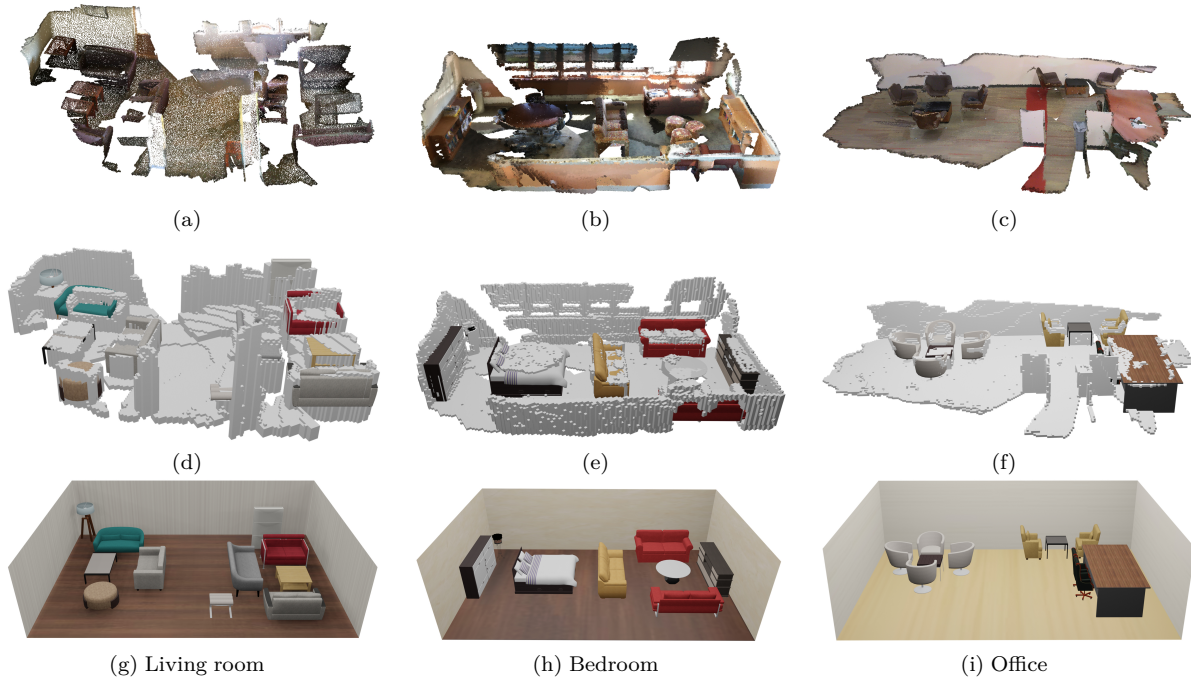 (a)
(b)
(c)
(d)
(e)
(f)
(g) Living room
(h) Bedroom
(i) Office